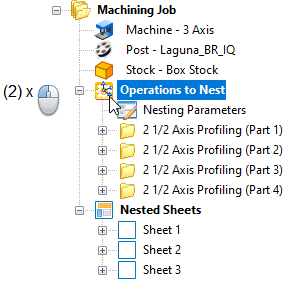 Machining Job
Machine - 3 Axis
Post - Laguna_BR_IQ
Stock - Box Stock
(2) x
Operations to Nest
Nesting Parameters
2 1/2 Axis Profiling (Part 1)
2 1/2 Axis Profiling (Part 2)
2 1/2 Axis Profiling (Part 3)
2 1/2 Axis Profiling (Part 4)
Nested Sheets
Sheet 1
Sheet 2
Sheet 3